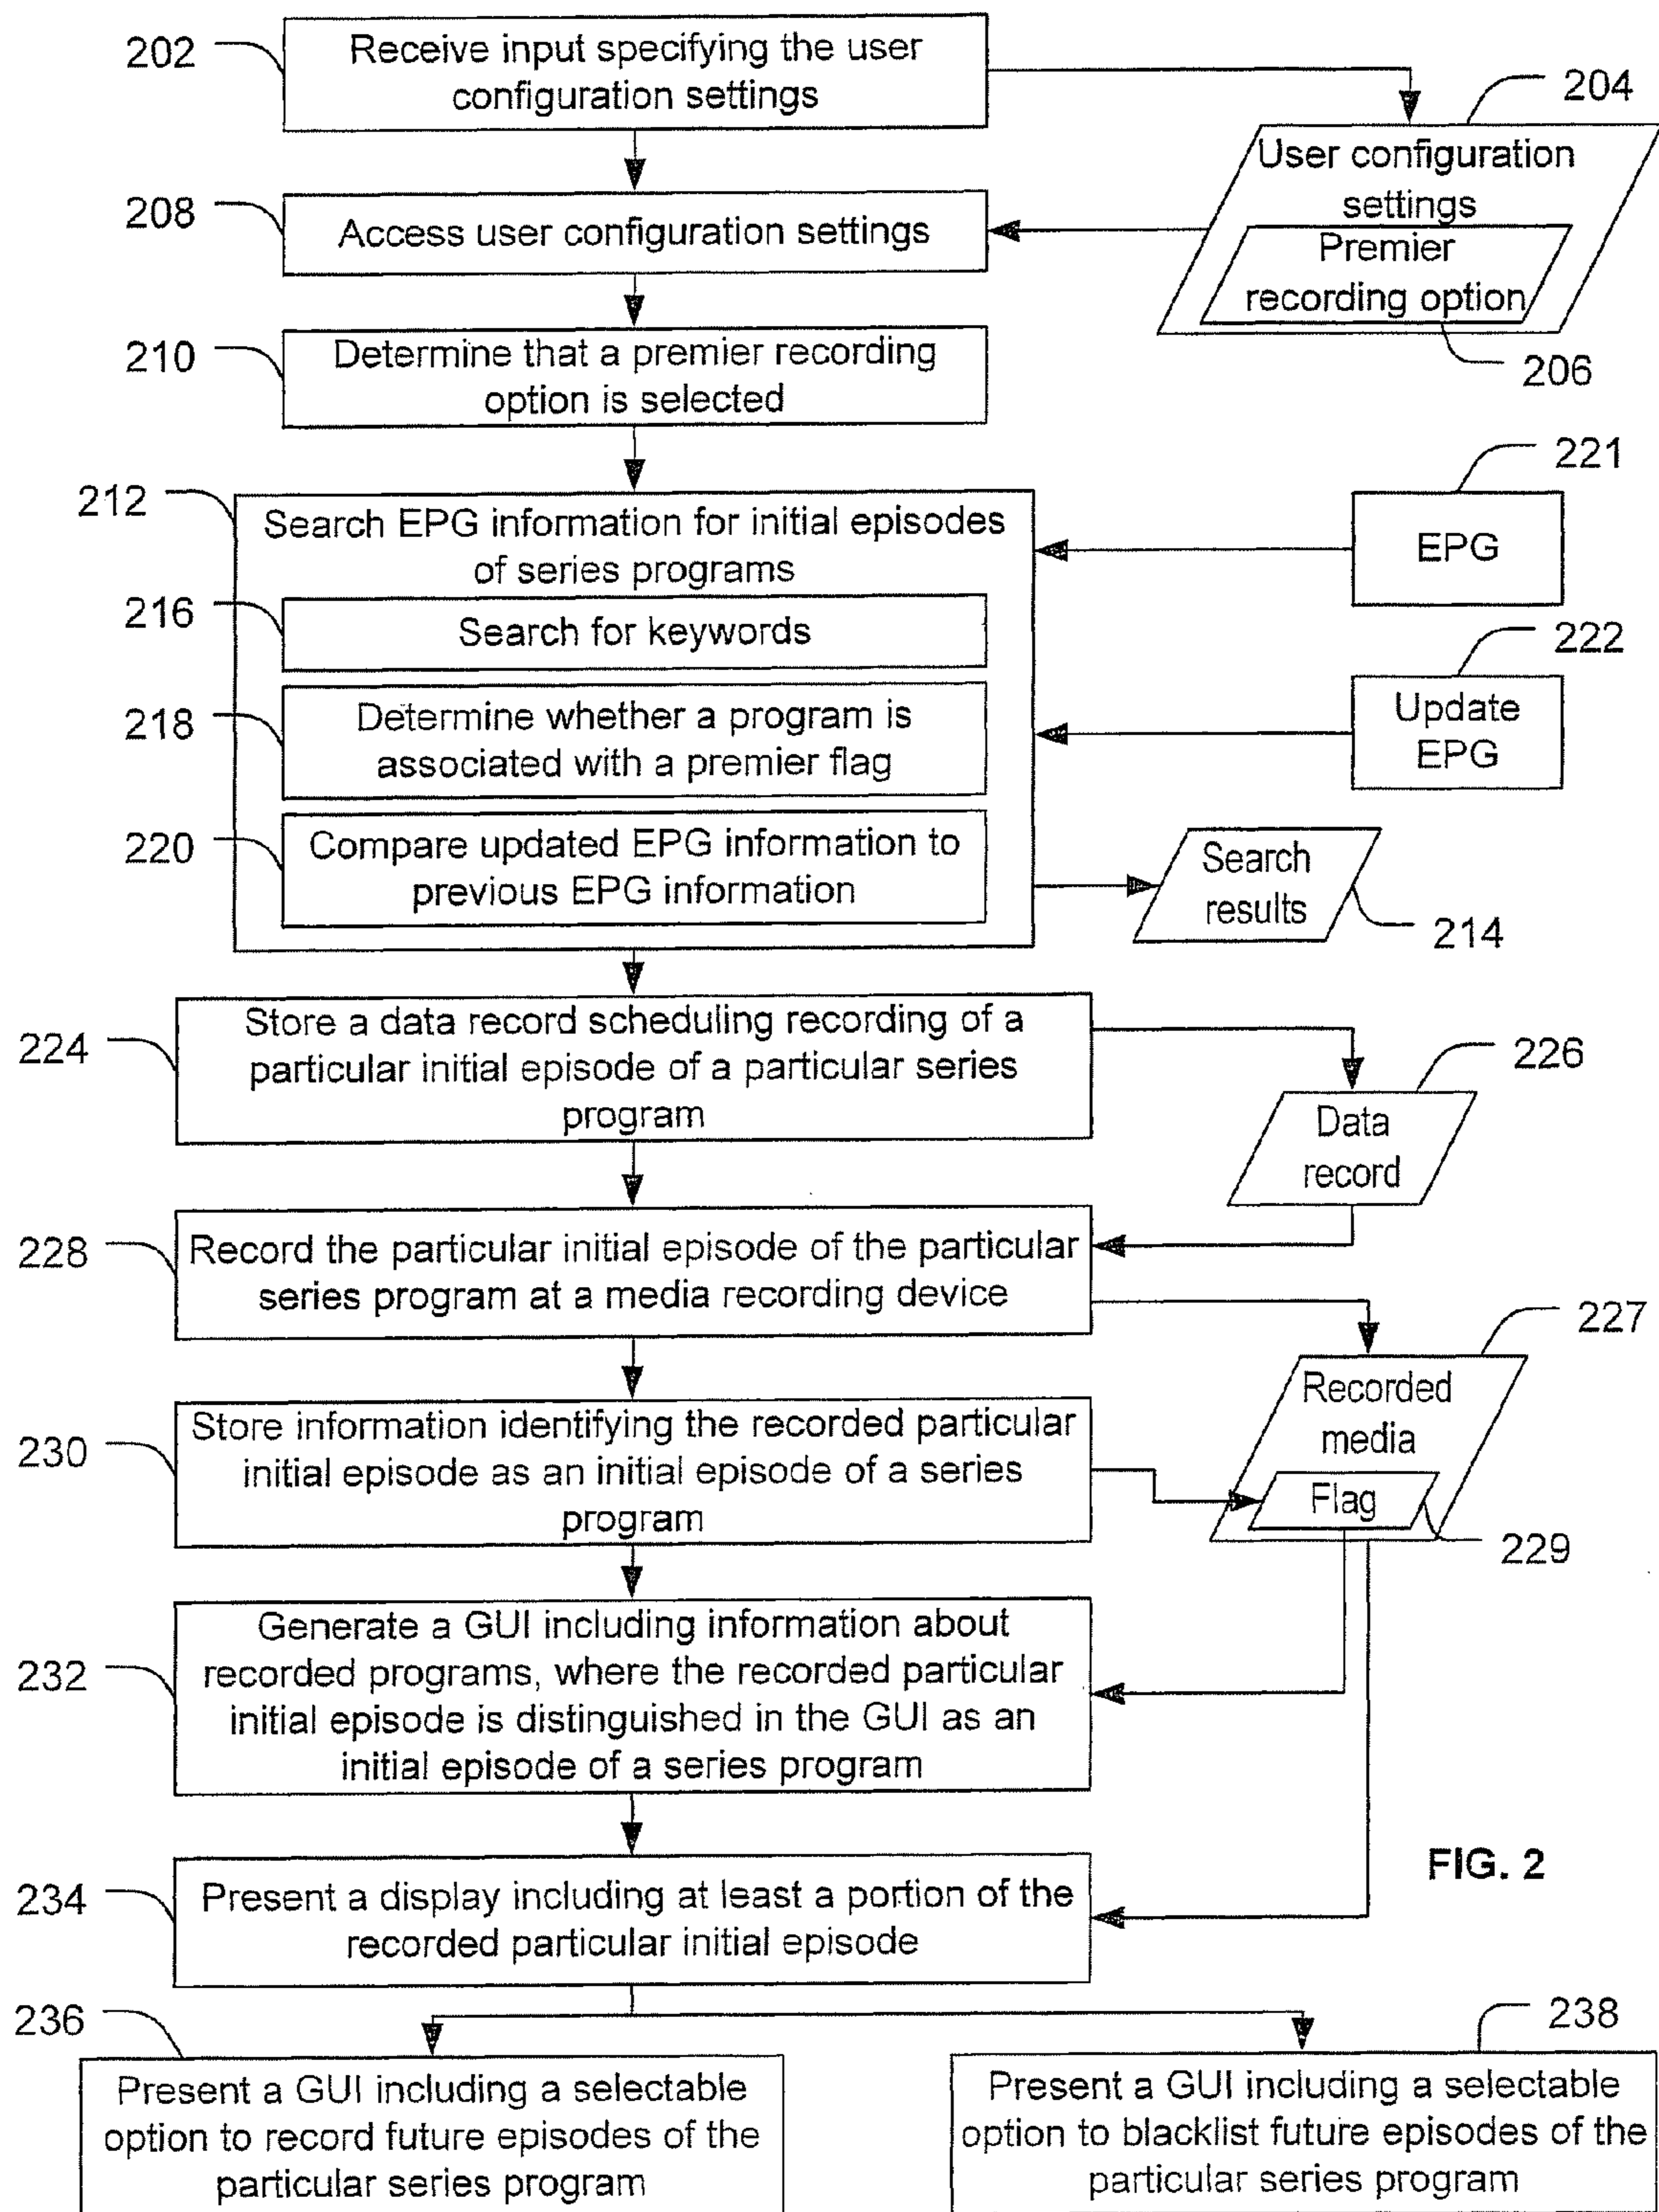 202
Receive input specifying the user
configuration settings
204
User configuration
settings
Premier
recording option
206
208
Access user configuration settings
210
Determine that a premier recording
option is selected
212
Search EPG information for initial episodes
of series programs
221
EPG
216
Search for keywords
222
Update
EPG
218
Determine whether a program is
associated with a premier flag
220
Compare updated EPG information to
previous EPG information
Search
results
214
224
Store a data record scheduling recording of a
particular initial episode of a particular series
program
226
Data
record
228
Record the particular initial episode of the particular
series program at a media recording device
227
Recorded
media
Flag
229
230
Store information identifying the recorded particular
initial episode as an initial episode of a series
program
232
Generate a GUI including information about
recorded programs, where the recorded particular
initial episode is distinguished in the GUI as an
initial episode of a series program
FIG. 2
234
Present a display including at least a portion of the
recorded particular initial episode
236
Present a GUI including a selectable
option to record future episodes of the
particular series program
238
Present a GUI including a selectable
option to blacklist future episodes of the
particular series program